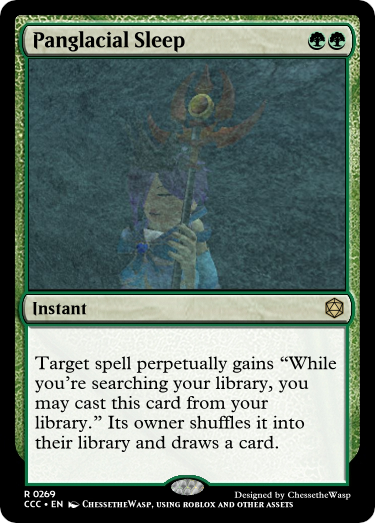 Panglacial Sleep
Instant
Target spell perpetually gains “While
you’re searching your library, you
may cast this card from your
library.” Its owner shuffles it into
their library and draws a card.
R 0269
Designed by ChessetheWasp
CCC • EN ChessetheWasp, using Roblox and other assets